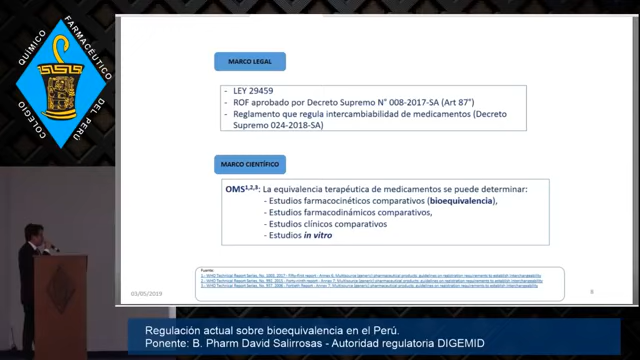 QUÍMICO FARMACÉUTICO
COLEGIO DEL PERÚ
MARCO LEGAL
- LEY 29459
- ROF aprobado por Decreto Supremo N° 008-2017-SA (Art 87°)
- Reglamento que regula intercambiabilidad de medicamentos (Decreto
Supremo 024-2018-SA)
MARCO CIENTÍFICO
OMS1,2,3: La equivalencia terapéutica de medicamentos se puede determinar:
- Estudios farmacocinéticos comparativos (bioequivalencia),
- Estudios farmacodinámicos comparativos,
- Estudios clínicos comparativos
- Estudios in vitro
Fuente:
03/05/2019
Regulación actual sobre bioequivalencia en el Perú.
Ponente: B. Pharm David Salirrosas - Autoridad regulatoria DIGEMID